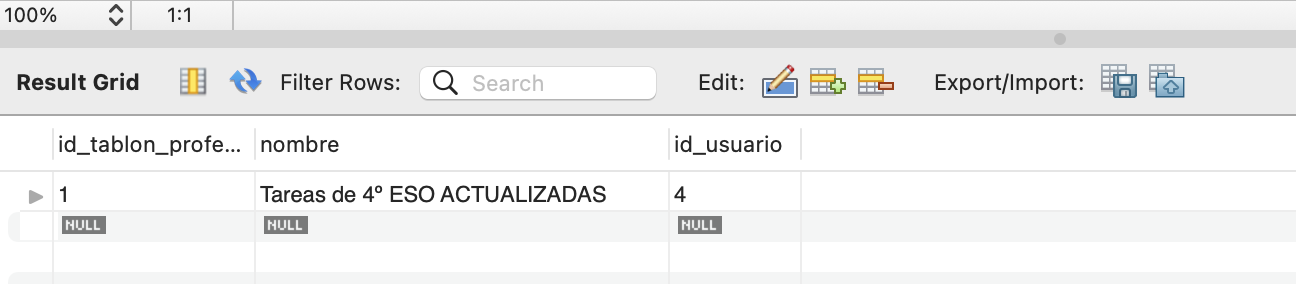 100% 1:1
Result Grid Filter Rows: Search Edit: Export/Import:
id_tablon_profe... nombre id_usuario
1 Tareas de 4º ESO ACTUALIZADAS 4
NULL NULL NULL